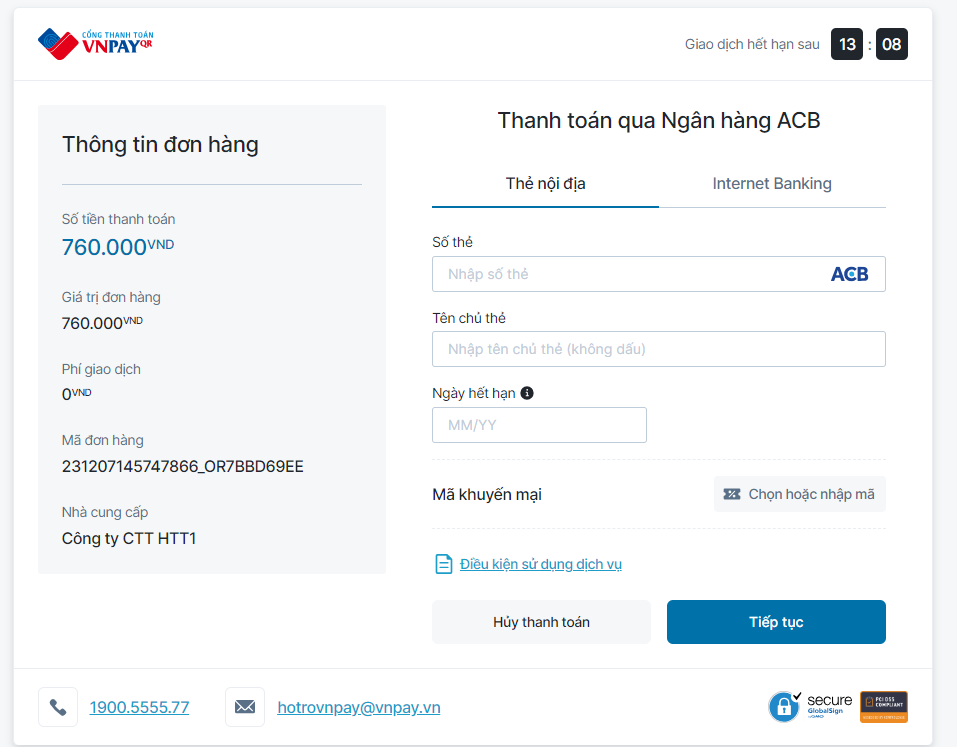 CỔNG THANH TOÁN
VNPAYQR
Giao dịch hết hạn sau 13 : 08
Thông tin đơn hàng
Số tiền thanh toán
760.000VND
Giá trị đơn hàng
760.000VND
Phí giao dịch
0VND
Mã đơn hàng
231207145747866_OR7BBD69EE
Nhà cung cấp
Công ty CTT HTT1
Thanh toán qua Ngân hàng ACB
Thẻ nội địa Internet Banking
Số thẻ
Nhập số thẻ ACB
Tên chủ thẻ
Nhập tên chủ thẻ (không dấu)
Ngày hết hạn
MM/YY
Mã khuyến mại Chọn hoặc nhập mã
Điều kiện sử dụng dịch vụ
Hủy thanh toán Tiếp tục
1900.5555.77 hotrovnpay@vnpay.vn
secure
GlobalSign
PCI DSS
COMPLIANT